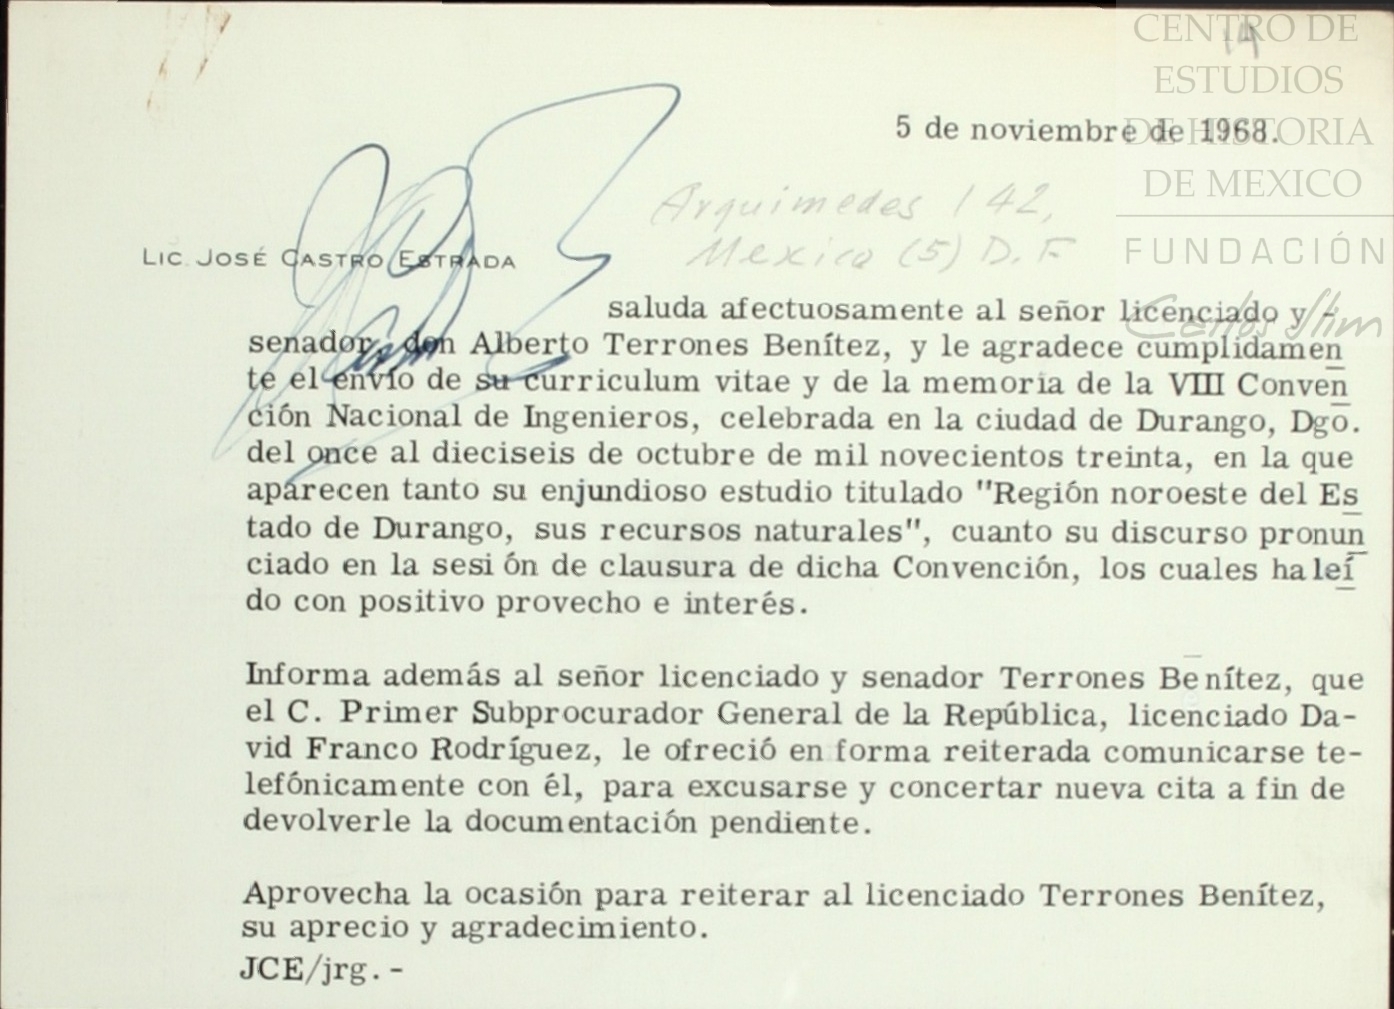 CENTRO DE
ESTUDIOS
DE HISTORIA
DE MEXICO
FUNDACIÓN
Carlos Slim
14
5 de noviembre de 1968.
Arquimedes 142,
Mexico (5) D.F
LIC. JOSÉ CASTRO ESTRADA
saluda afectuosamente al señor licenciado y -
senador, don Alberto Terrones Benítez, y le agradece cumplidamen
te el envío de su curriculum vitae y de la memoria de la VIII Conven
ción Nacional de Ingenieros, celebrada en la ciudad de Durango, Dgo.
del once al dieciseis de octubre de mil novecientos treinta, en la que
aparecen tanto su enjundioso estudio titulado "Región noroeste del Es
tado de Durango, sus recursos naturales", cuanto su discurso pronun
ciado en la sesi ón de clausura de dicha Convención, los cuales ha leí
do con positivo provecho e interés.
Informa además al señor licenciado y senador Terrones Benítez, que
el C. Primer Subprocurador General de la República, licenciado Da-
vid Franco Rodríguez, le ofreció en forma reiterada comunicarse te-
lefónicamente con él, para excusarse y concertar nueva cita a fin de
devolverle la documentación pendiente.
Aprovecha la ocasión para reiterar al licenciado Terrones Benítez,
su aprecio y agradecimiento.
JCE/jrg. -